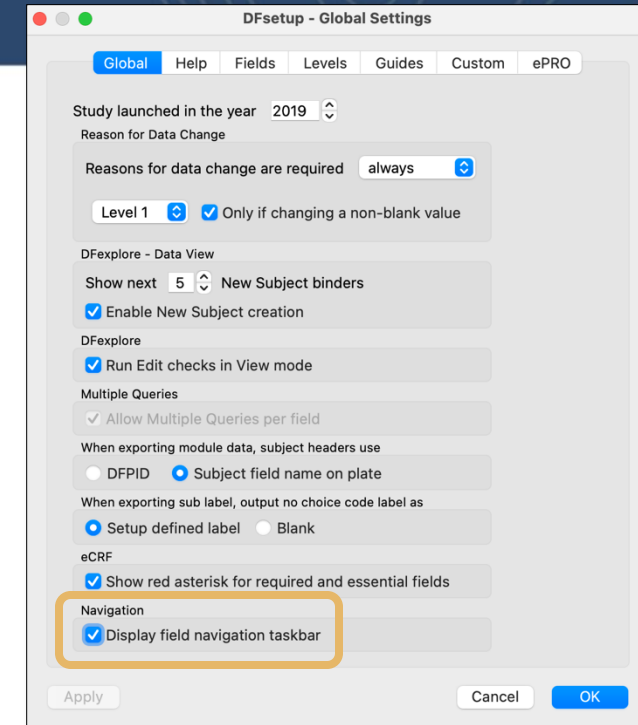 DFsetup - Global Settings
Global Help Fields Levels Guides Custom ePRO
Study launched in the year 2019
Reason for Data Change
Reasons for data change are required always
Level 1 Only if changing a non-blank value
DFexplore - Data View
Show next 5 New Subject binders
Enable New Subject creation
DFexplore
Run Edit checks in View mode
Multiple Queries
Allow Multiple Queries per field
When exporting module data, subject headers use
DFPID Subject field name on plate
When exporting sub label, output no choice code label as
Setup defined label Blank
eCRF
Show red asterisk for required and essential fields
Navigation
Display field navigation taskbar
Apply Cancel OK